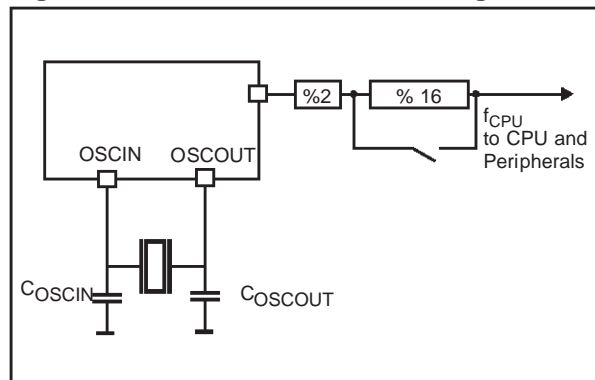 %2
% 16
fCPU
to CPU and
Peripherals
OSCIN
OSCOUT
COSCIN
COSCOUT